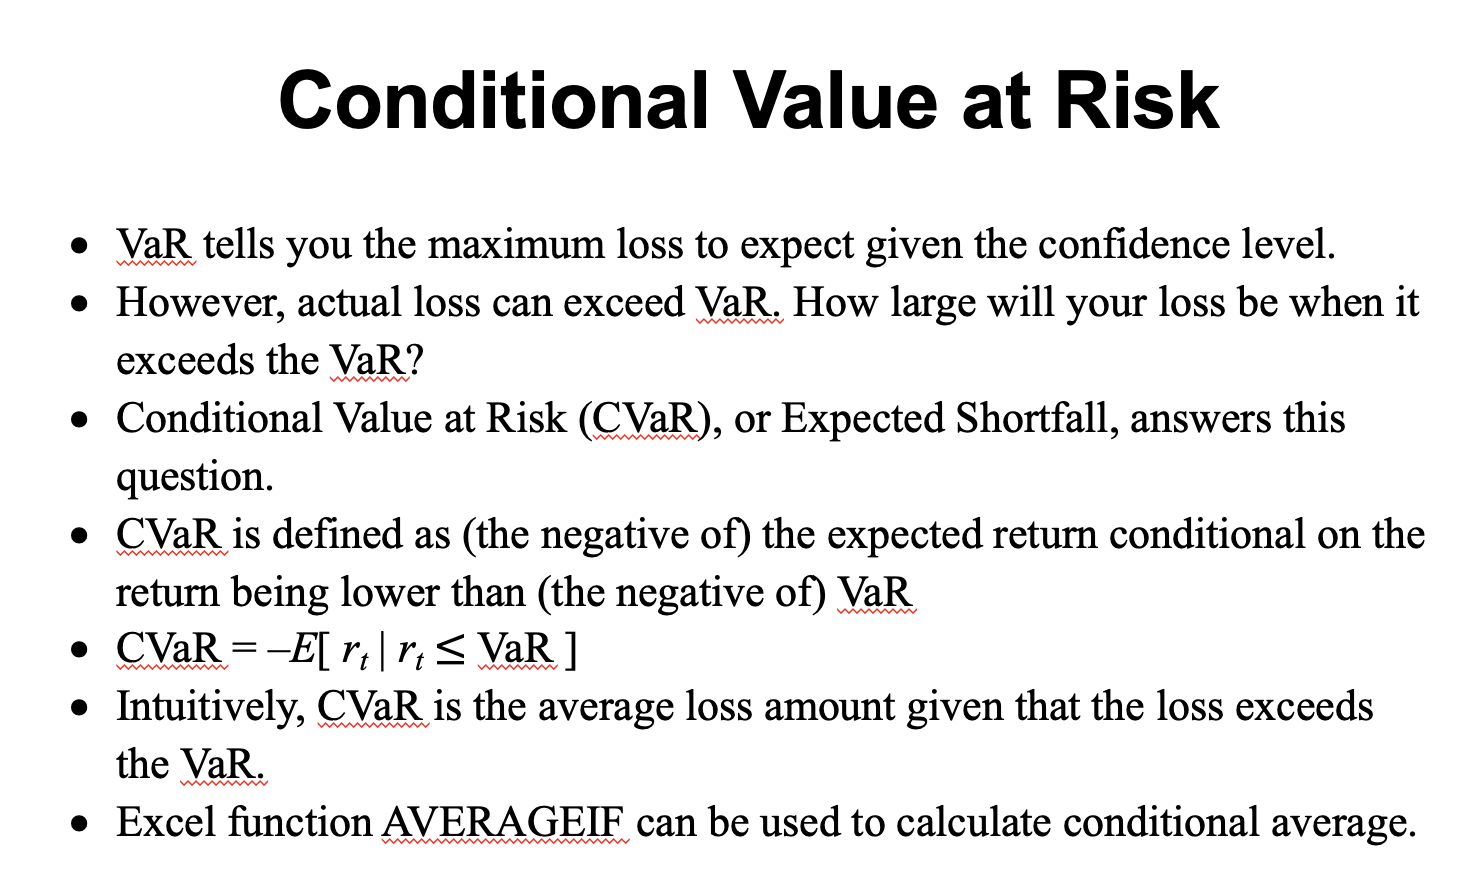 Conditional Value at Risk
• VaR tells you the maximum loss to expect given the confidence level.
• However, actual loss can exceed VaR. How large will your loss be when it
exceeds the VaR?
• Conditional Value at Risk (CVaR), or Expected Shortfall, answers this
question.
• CVaR is defined as (the negative of) the expected return conditional on the
return being lower than (the negative of) VaR
• CVaR = –E[ rₜ | rₜ ≤ VaR ]
• Intuitively, CVaR is the average loss amount given that the loss exceeds
the VaR.
• Excel function AVERAGEIF can be used to calculate conditional average.